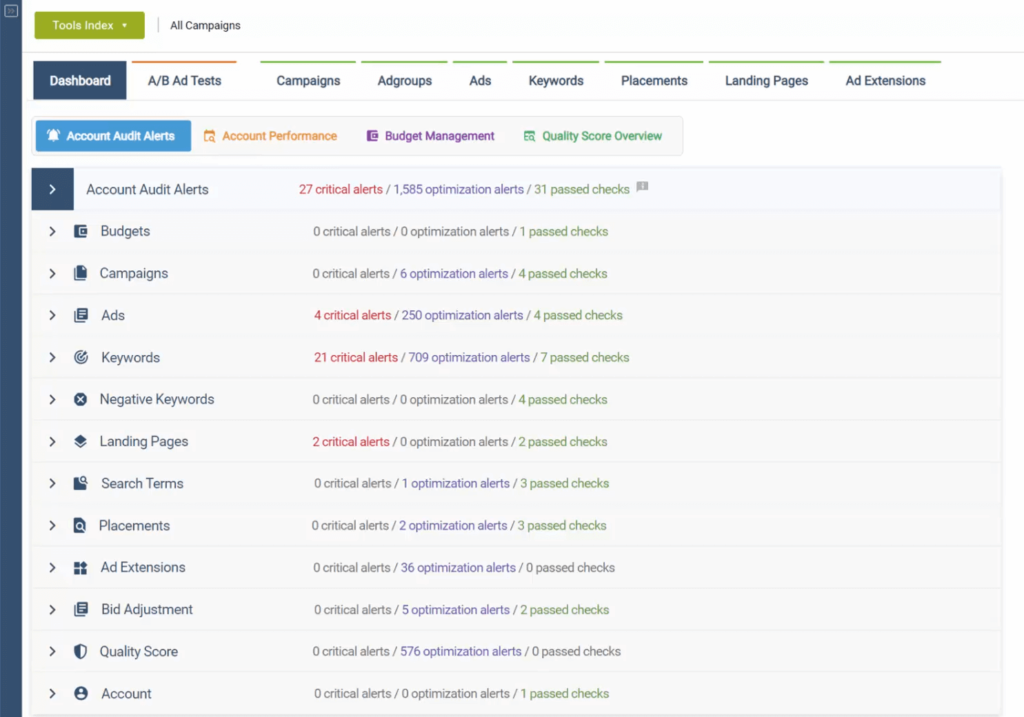 Tools Index All Campaigns
Dashboard A/B Ad Tests Campaigns Adgroups Ads Keywords Placements Landing Pages Ad Extensions
Account Audit Alerts Account Performance Budget Management Quality Score Overview
Account Audit Alerts 27 critical alerts / 1,585 optimization alerts / 31 passed checks
Budgets 0 critical alerts / 0 optimization alerts / 1 passed checks
Campaigns 0 critical alerts / 6 optimization alerts / 4 passed checks
Ads 4 critical alerts / 250 optimization alerts / 4 passed checks
Keywords 21 critical alerts / 709 optimization alerts / 7 passed checks
Negative Keywords 0 critical alerts / 0 optimization alerts / 4 passed checks
Landing Pages 2 critical alerts / 0 optimization alerts / 2 passed checks
Search Terms 0 critical alerts / 1 optimization alerts / 3 passed checks
Placements 0 critical alerts / 2 optimization alerts / 3 passed checks
Ad Extensions 0 critical alerts / 36 optimization alerts / 0 passed checks
Bid Adjustment 0 critical alerts / 5 optimization alerts / 2 passed checks
Quality Score 0 critical alerts / 576 optimization alerts / 0 passed checks
Account 0 critical alerts / 0 optimization alerts / 1 passed checks